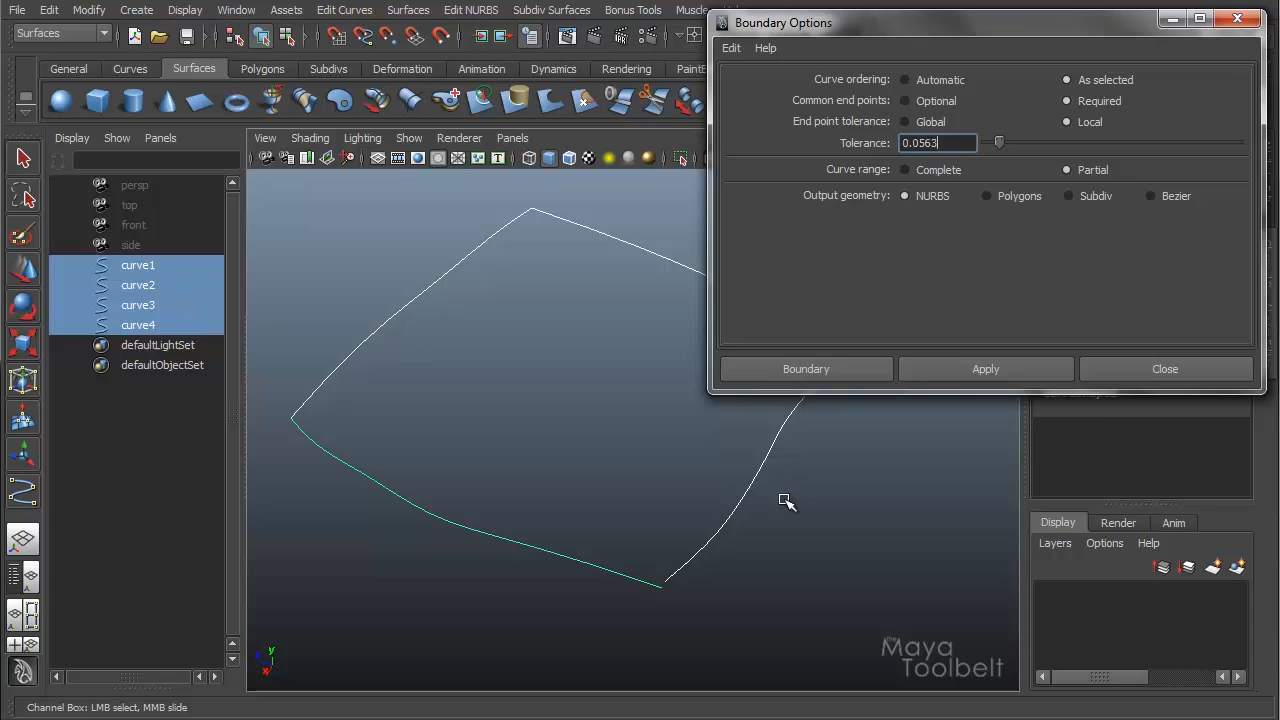 File Edit Modify Create Display Window Assets Edit Curves Surfaces Edit NURBS Subdiv Surfaces Bonus Tools Muscle
Boundary Options
Surfaces
Edit Help
General Curves Surfaces Polygons Subdivs Deformation Animation Dynamics Rendering
Curve ordering: Automatic As selected
Common end points: Optional Required
End point tolerance: Global Local
Tolerance: 0.0563
Curve range: Complete Partial
Output geometry: NURBS Polygons Subdiv Bezier
Boundary Apply Close
Display Show Panels
View Shading Lighting Show Renderer Panels
persp
top
front
side
curve1
curve2
curve3
curve4
defaultLightSet
defaultObjectSet
Display Render Anim
Layers Options Help
y
x
the
Maya
Toolbelt
Channel Box: LMB select, MMB slide